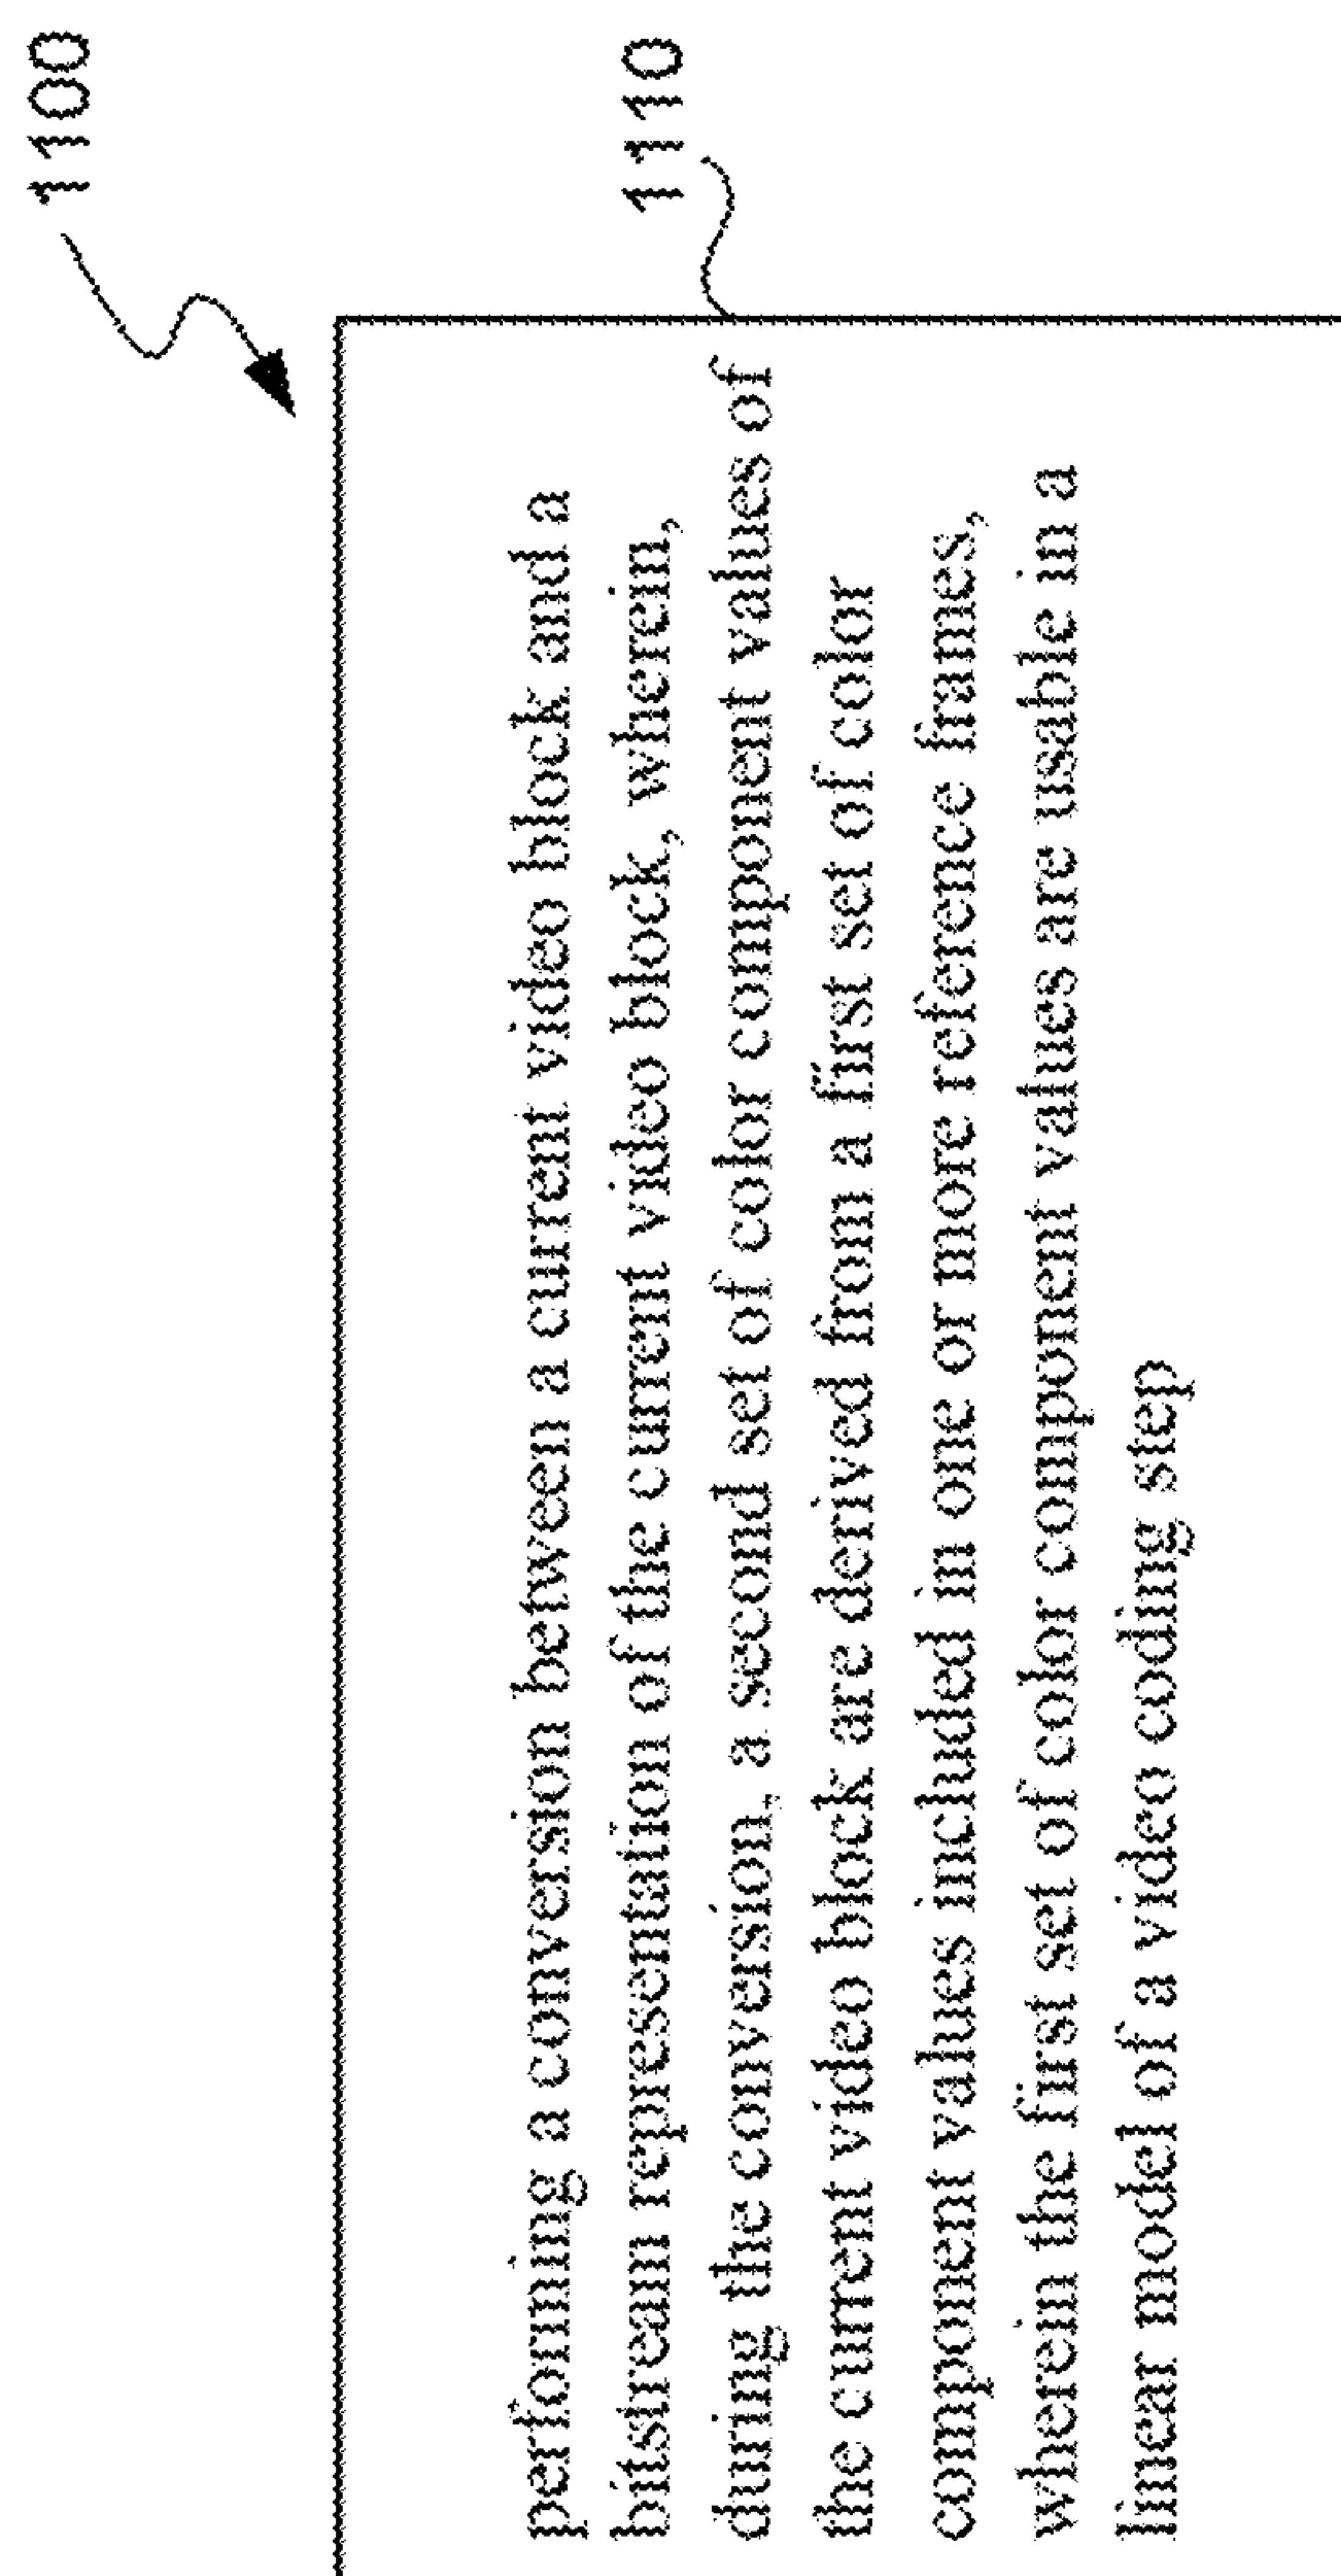 1100
1110
performing a conversion between a current video block and a
bitstream representation of the current video block, wherein,
during the conversion, a second set of color component values of
the current video block are derived from a first set of color
component values included in one or more reference frames,
wherein the first set of color component values are usable in a
linear model of a video coding step